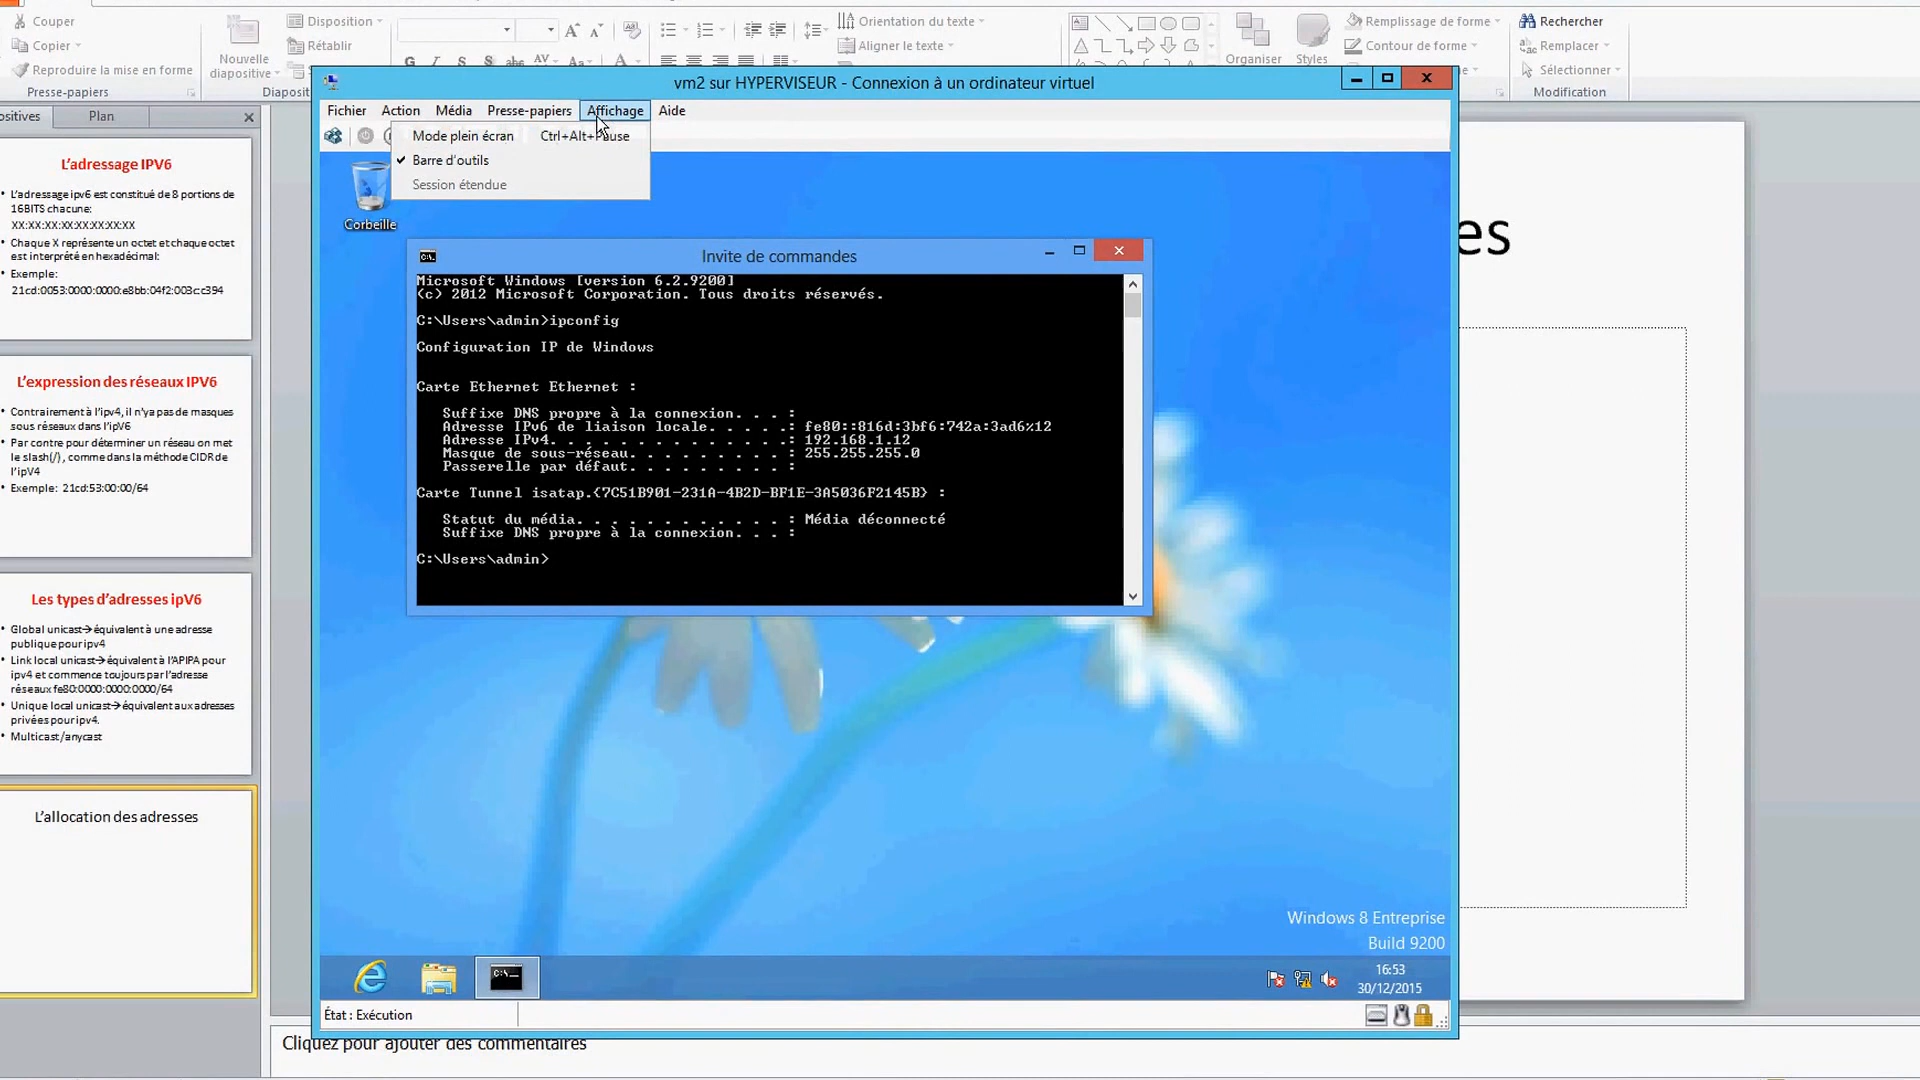 Couper
Copier
Reproduire la mise en forme
Presse-papiers
Nouvelle
diapositive
Disposition
Rétablir
Orientation du texte
Aligner le texte
Organiser
Styles
Remplissage de forme
Contour de forme
Rechercher
Remplacer
Sélectionner
Modification
Plan
L'adressage IPV6
• L'adressage ipv6 est constitué de 8 portions de
16BITS chacune:
XX:XX:XX:XX:XX:XX:XX:XX
• Chaque X représente un octet et chaque octet
est interprété en hexadécimal:
• Exemple:
21cd:0053:0000:0000:e8bb:04f2:003cc394
L'expression des réseaux IPV6
• Contrairement à l'ipv4, il n'ya pas de masques
sous réseaux dans l'ipV6
• Par contre pour déterminer un réseau on met
le slash(/), comme dans la méthode CIDR de
l'ipV4
• Exemple: 21cd:53:00:00/64
Les types d'adresses ipV6
• Global unicast→équivalent à une adresse
publique pour ipv4
• Link local unicast→équivalent à l'APIPA pour
ipv4 et commence toujours par l'adresse
réseaux fe80:0000:0000:0000/64
• Unique local unicast→équivalent aux adresses
privées pour ipv4.
• Multicast/anycast
L'allocation des adresses
vm2 sur HYPERVISEUR - Connexion à un ordinateur virtuel
Fichier Action Média Presse-papiers Affichage Aide
Mode plein écran Ctrl+Alt+Pause
✓ Barre d'outils
Session étendue
Corbeille
Invite de commandes
Microsoft Windows [version 6.2.9200]
(c) 2012 Microsoft Corporation. Tous droits réservés.
C:\Users\admin>ipconfig
Configuration IP de Windows
Carte Ethernet Ethernet :
Suffixe DNS propre à la connexion. . . :
Adresse IPv6 de liaison locale. . . . .: fe80::816d:3bf6:742a:3ad6%12
Adresse IPv4. . . . . . . . . . . . . .: 192.168.1.12
Masque de sous-réseau. . . . . . . . . : 255.255.255.0
Passerelle par défaut. . . . . . . . . :
Carte Tunnel isatap.{7C51B901-231A-4B2D-BF1E-3A5036F2145B} :
Statut du média. . . . . . . . . . . . : Média déconnecté
Suffixe DNS propre à la connexion. . . :
C:\Users\admin>
Windows 8 Entreprise
Build 9200
16:53
30/12/2015
État : Exécution
Cliquez pour ajouter des commentaires